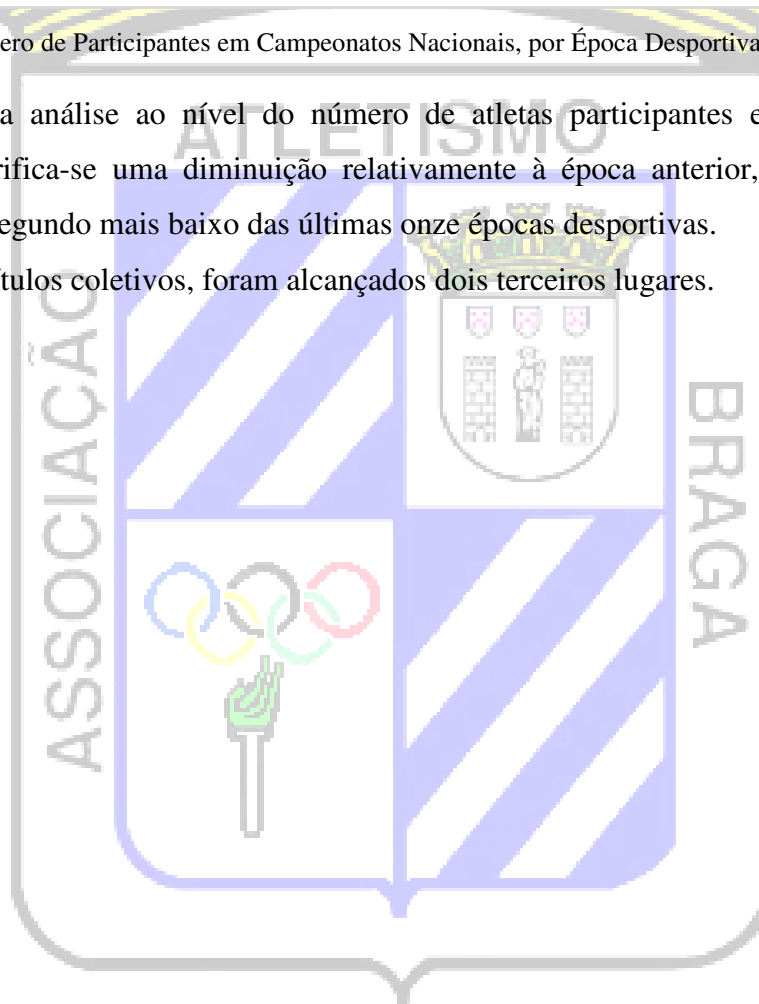 ero de Participantes em Campeonatos Nacionais, por Época Desportiva
a análise ao nível do número de atletas participantes e
rifica-se uma diminuição relativamente à época anterior,
segundo mais baixo das últimas onze épocas desportivas.
ítulos coletivos, foram alcançados dois terceiros lugares.
ATLETISMO
ASSOCIAÇÃO
BRAGA